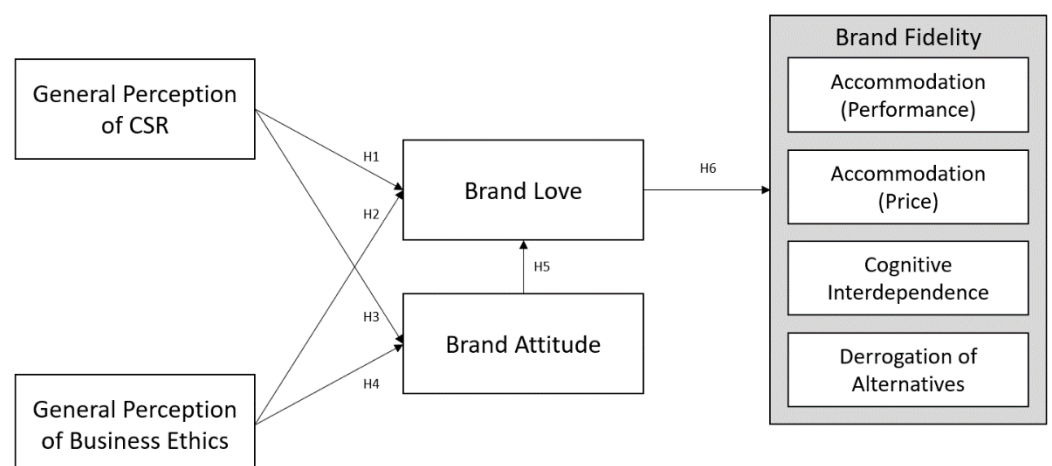 General Perception
of CSR
General Perception
of Business Ethics
H1
H2
H3
H4
Brand Love
H5
Brand Attitude
H6
Brand Fidelity
Accommodation
(Performance)
Accommodation
(Price)
Cognitive
Interdependence
Derrogation of
Alternatives